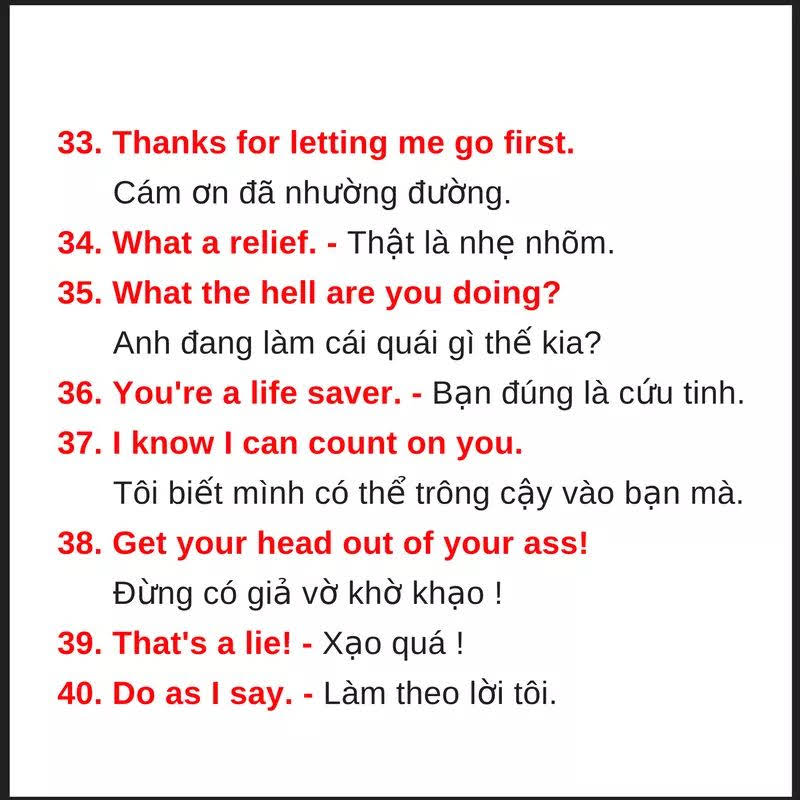 33. Thanks for letting me go first.
Cám ơn đã nhường đường.
34. What a relief. - Thật là nhẹ nhõm.
35. What the hell are you doing?
Anh đang làm cái quái gì thế kia?
36. You're a life saver. - Bạn đúng là cứu tinh.
37. I know I can count on you.
Tôi biết mình có thể trông cậy vào bạn mà.
38. Get your head out of your ass!
Đừng có giả vờ khờ khạo !
39. That's a lie! - Xạo quá !
40. Do as I say. - Làm theo lời tôi.